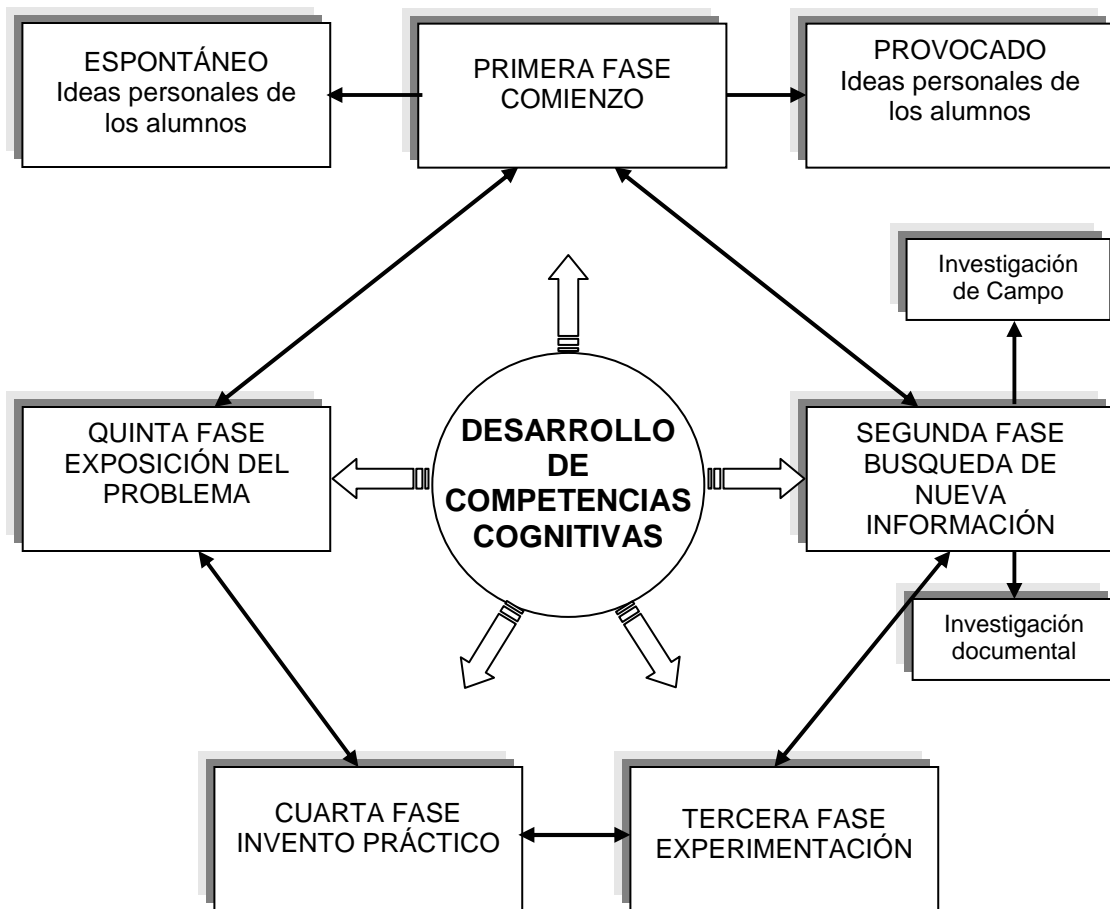 ESPONTÁNEO
Ideas personales de
los alumnos
PRIMERA FASE
COMIENZO
PROVOCADO
Ideas personales de
los alumnos
Investigación
de Campo
QUINTA FASE
EXPOSICIÓN DEL
PROBLEMA
DESARROLLO
DE
COMPETENCIAS
COGNITIVAS
SEGUNDA FASE
BUSQUEDA DE
NUEVA
INFORMACIÓN
Investigación
documental
CUARTA FASE
INVENTO PRÁCTICO
TERCERA FASE
EXPERIMENTACIÓN